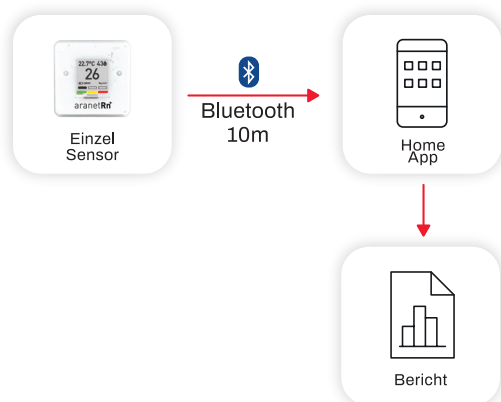 22.7°C 43%
26
aranetRn
Einzel
Sensor
Bluetooth
10m
Home
App
Bericht